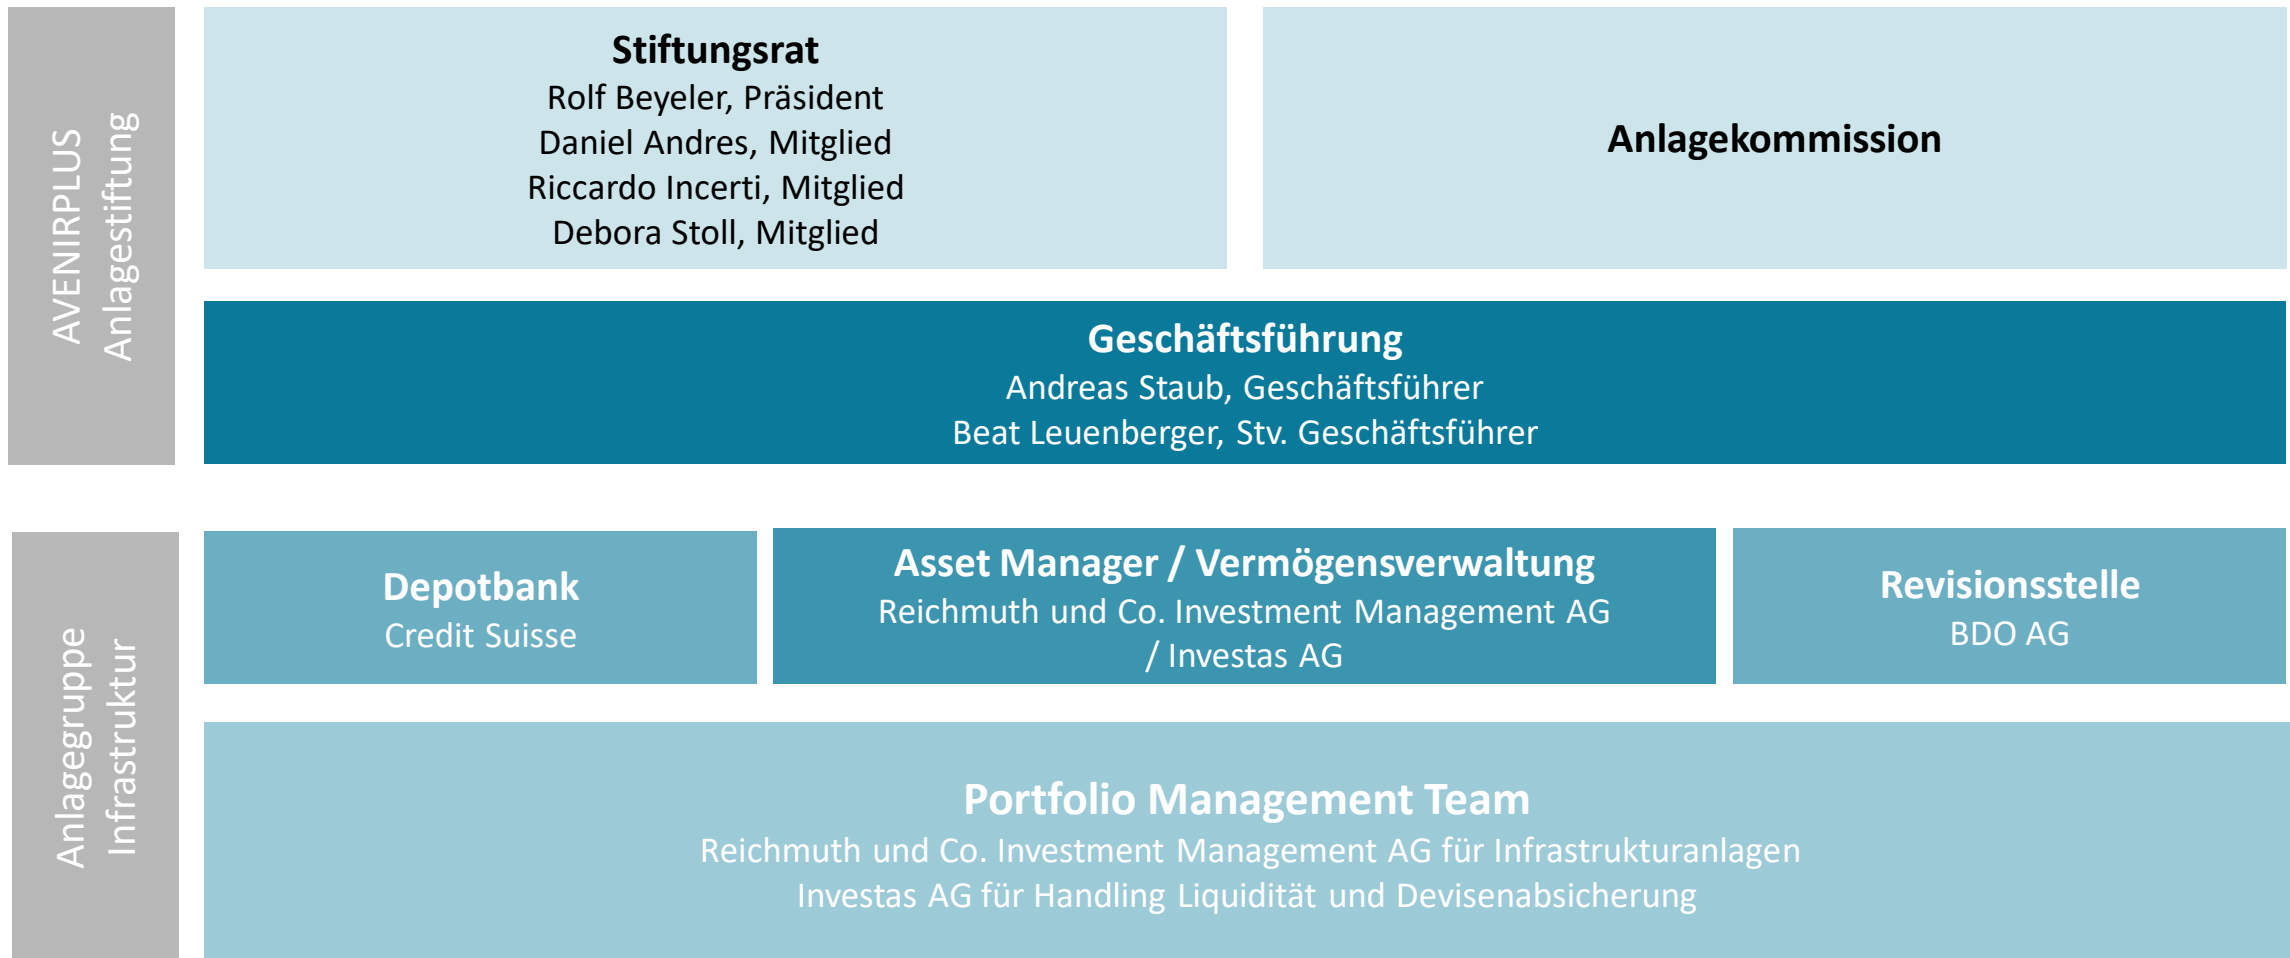 AVENIRPLUS
Anlagestiftung
Stiftungsrat
Rolf Beyeler, Präsident
Daniel Andres, Mitglied
Riccardo Incerti, Mitglied
Debora Stoll, Mitglied
Anlagekommission
Geschäftsführung
Andreas Staub, Geschäftsführer
Beat Leuenberger, Stv. Geschäftsführer
Anlagegruppe
Infrastruktur
Depotbank
Credit Suisse
Asset Manager / Vermögensverwaltung
Reichmuth und Co. Investment Management AG
/ Investas AG
Revisionsstelle
BDO AG
Portfolio Management Team
Reichmuth und Co. Investment Management AG für Infrastrukturanlagen
Investas AG für Handling Liquidität und Devisenabsicherung